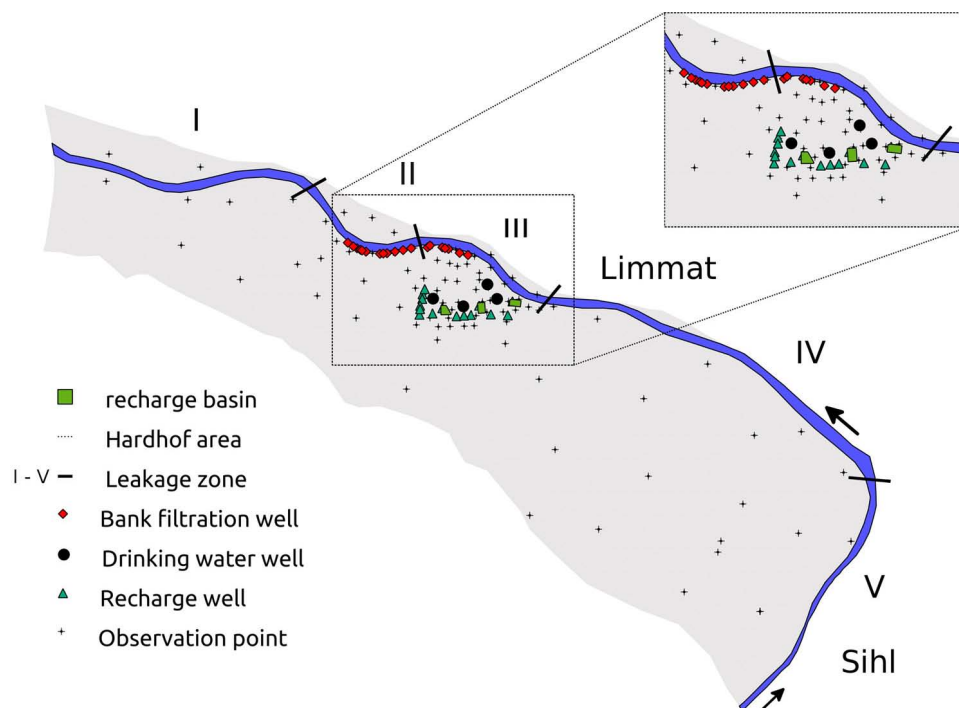 I
II
III
Limmat
IV
V
Sihl
recharge basin
Hardhof area
I - V Leakage zone
Bank filtration well
Drinking water well
Recharge well
Observation point